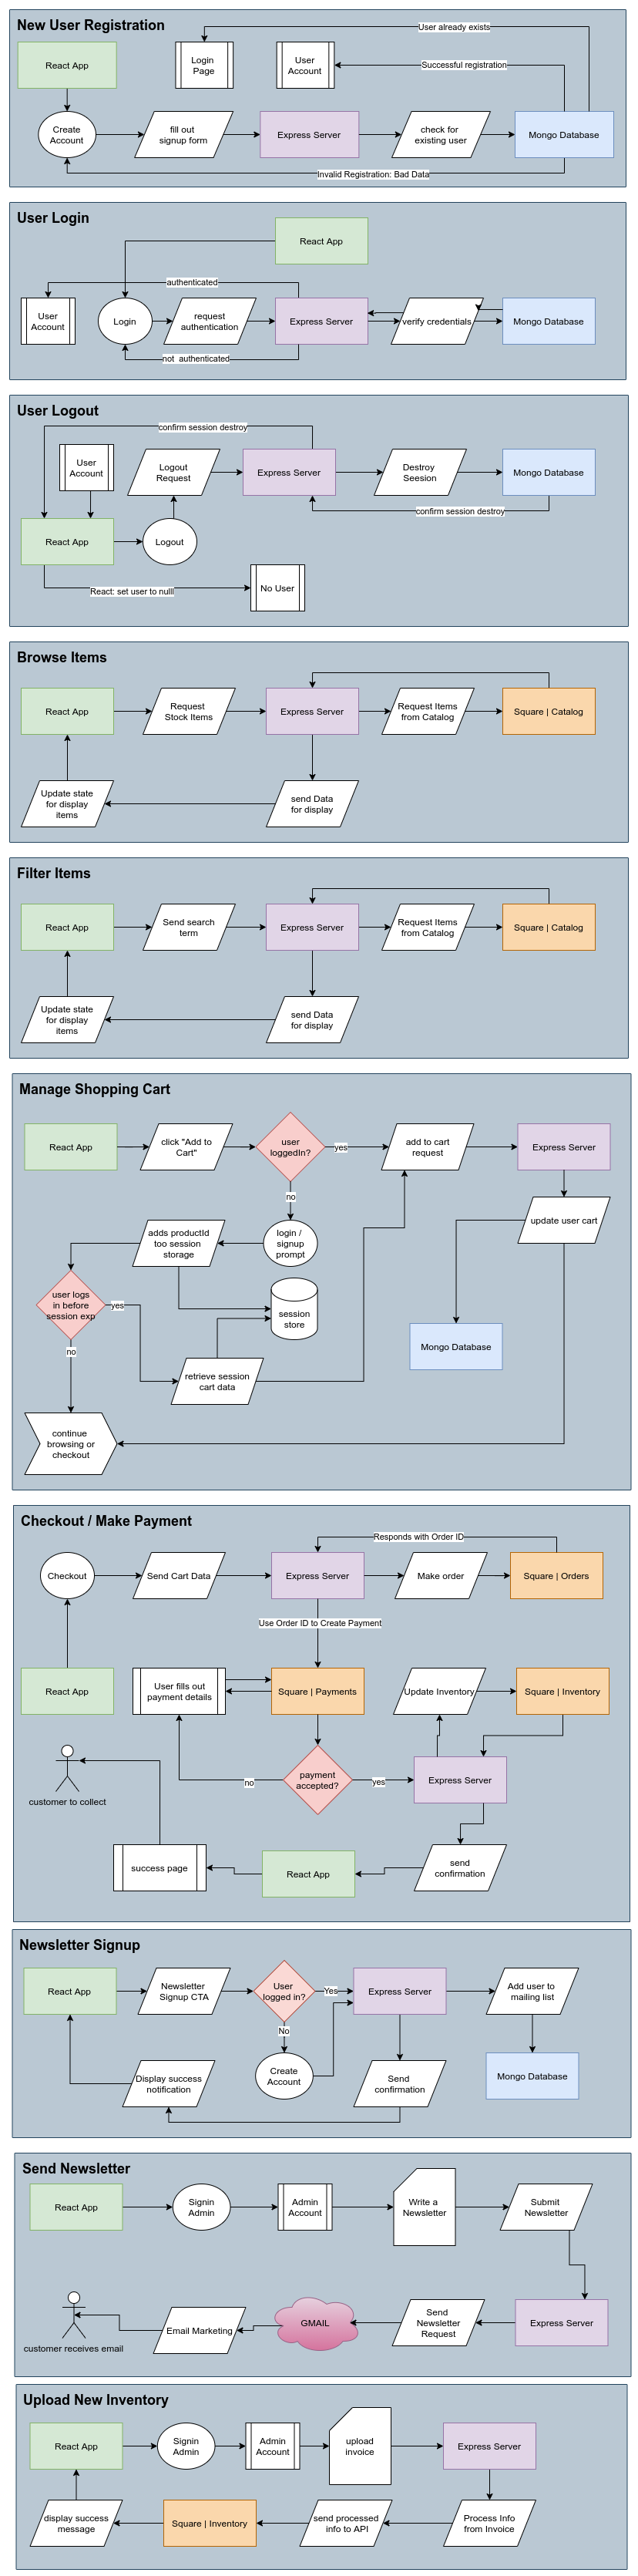 New User Registration
User already exists
React App
Login
Page
User
Account
Successful registration
Create
Account
fill out
signup form
Express Server
check for
existing user
Mongo Database
Invalid Registration: Bad Data
User Login
React App
authenticated
User
Account
Login
request
authentication
Express Server
verify credentials
Mongo Database
not authenticated
User Logout
confirm session destroy
User
Account
Logout
Request
Express Server
Destroy
Seesion
Mongo Database
confirm session destroy
React App
Logout
React: set user to nulll
No User
Browse Items
React App
Request
Stock Items
Express Server
Request Items
from Catalog
Square | Catalog
Update state
for display
items
send Data
for display
Filter Items
React App
Send search
term
Express Server
Request Items
from Catalog
Square | Catalog
Update state
for display
items
send Data
for display
Manage Shopping Cart
React App
click "Add to
Cart"
user
loggedIn?
yes
add to cart
request
Express Server
no
update user cart
adds productId
too session
storage
login /
signup
prompt
user logs
in before
session exp
yes
session
store
Mongo Database
no
retrieve session
cart data
continue
browsing or
checkout
Checkout / Make Payment
Responds with Order ID
Checkout
Send Cart Data
Express Server
Make order
Square | Orders
Use Order ID to Create Payment
React App
User fills out
payment details
Square | Payments
Update Inventory
Square | Inventory
no
payment
accepted?
yes
Express Server
customer to collect
success page
React App
send
confirmation
Newsletter Signup
React App
Newsletter
Signup CTA
User
logged in?
Yes
Express Server
Add user to
mailing list
No
Display success
notification
Create
Account
Send
confirmation
Mongo Database
Send Newsletter
React App
Signin
Admin
Admin
Account
Write a
Newsletter
Submit
Newsletter
customer receives email
Email Marketing
GMAIL
Send
Newsletter
Request
Express Server
Upload New Inventory
React App
Signin
Admin
Admin
Account
upload
invoice
Express Server
display success
message
Square | Inventory
send processed
info to API
Process Info
from Invoice